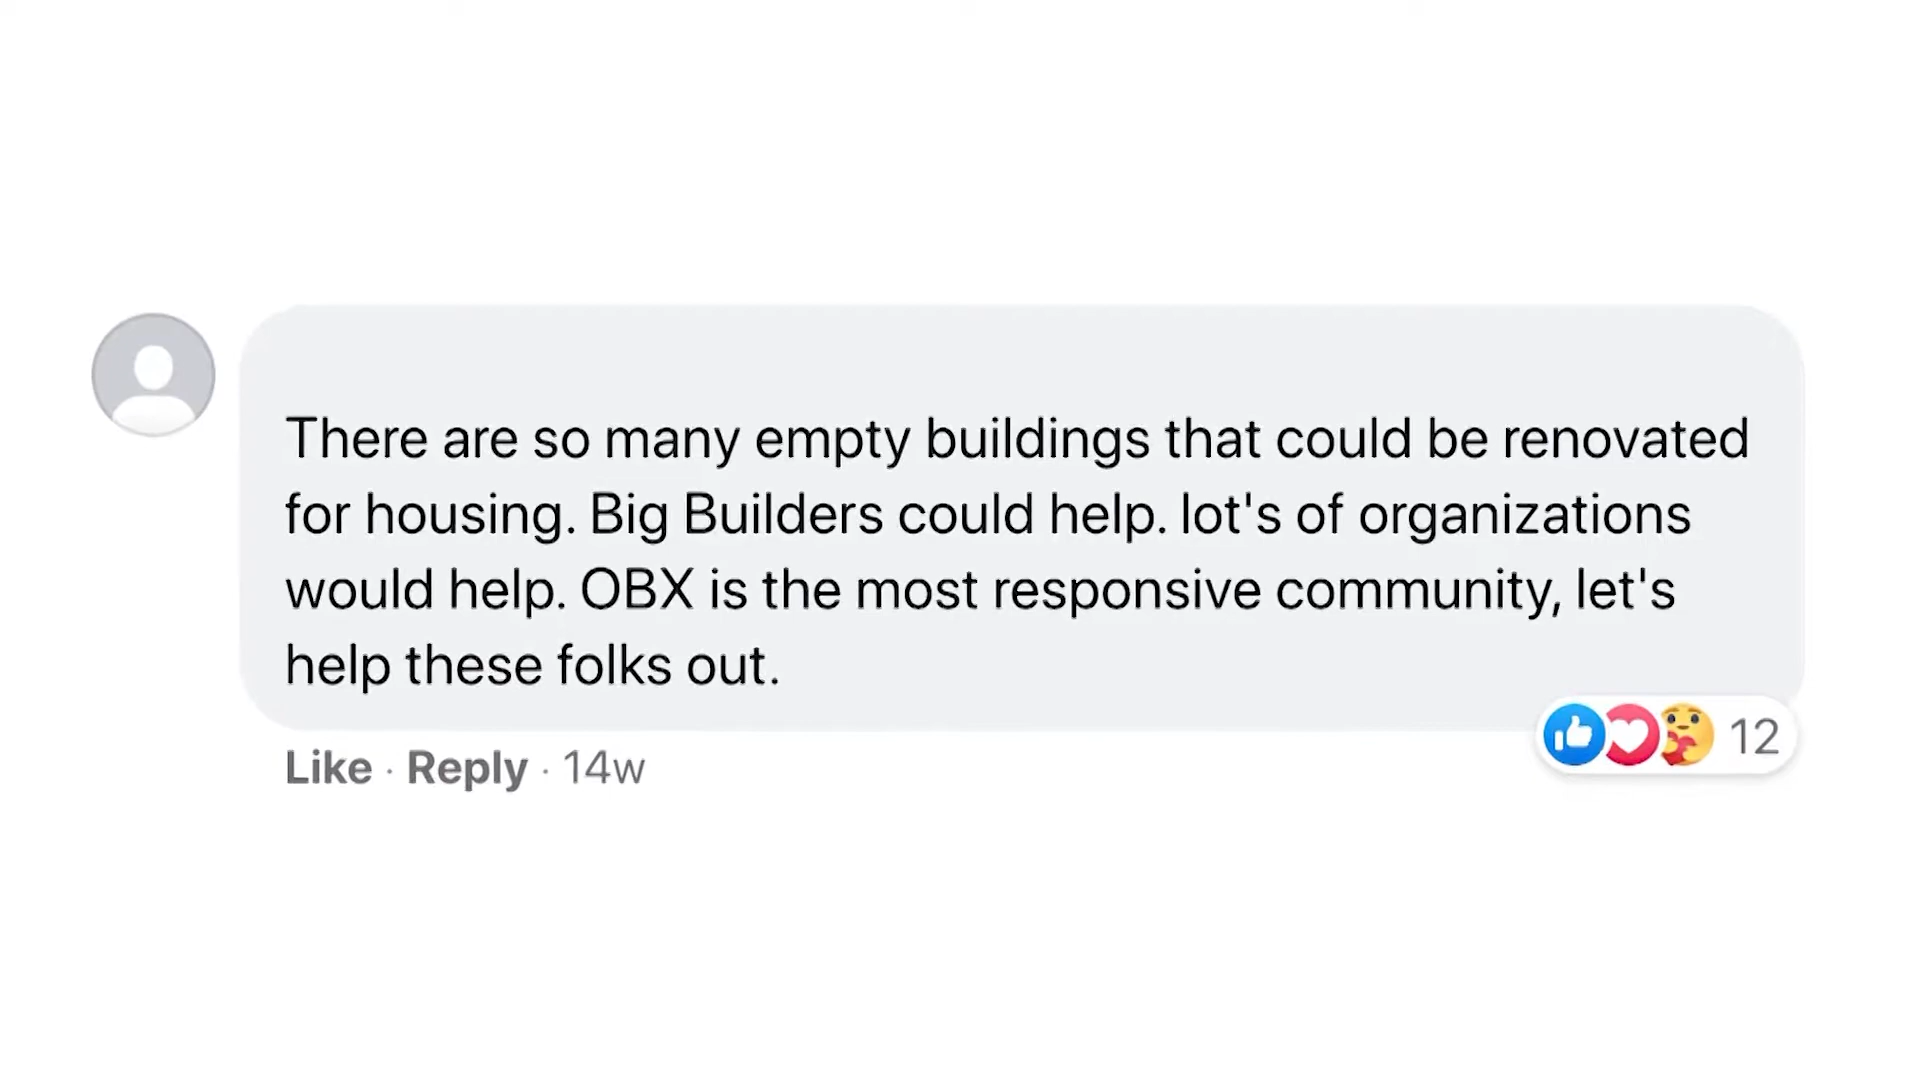 There are so many empty buildings that could be renovated
for housing. Big Builders could help. lot's of organizations
would help. OBX is the most responsive community, let's
help these folks out.
Like · Reply · 14w
12